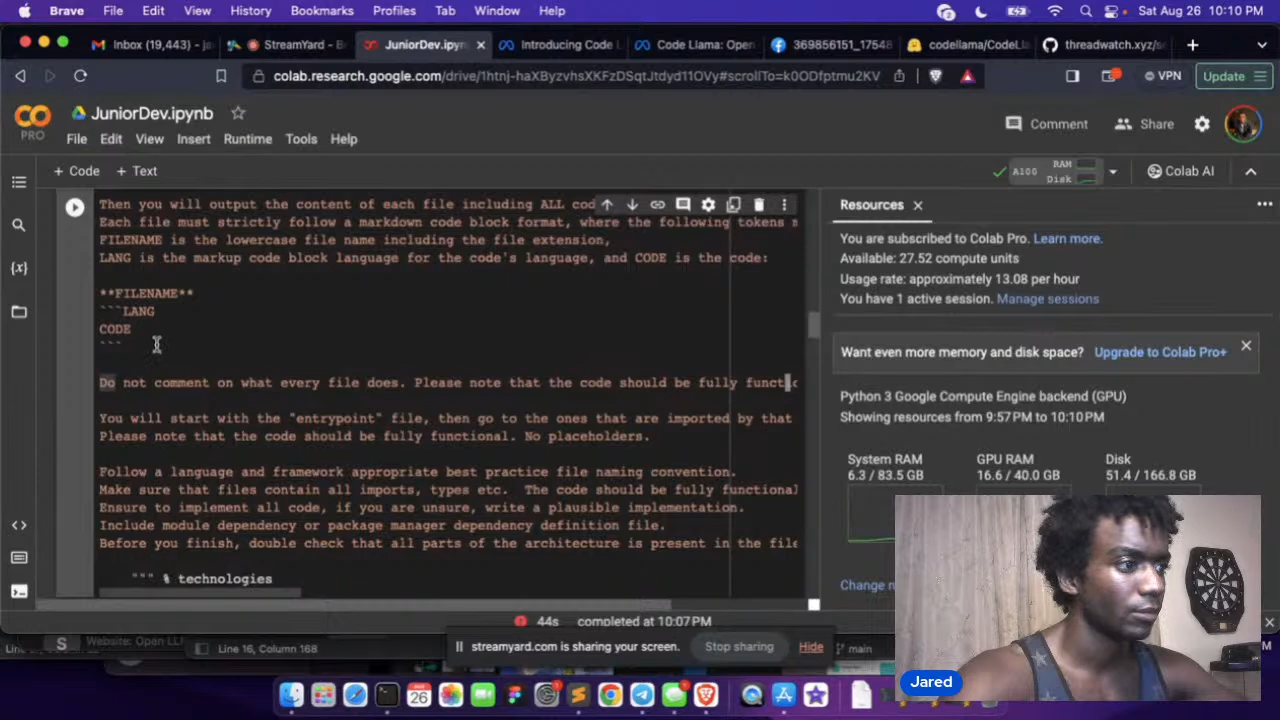 Brave File Edit View History Bookmarks Profiles Tab Window Help
Sat Aug 26 10:10 PM
Inbox (19,443) - ja
StreamYard - B
JuniorDev.ipynb
Introducing Code L
Code Llama: Open
369856151_17548
codellama/CodeLl
threadwatch.xyz/s
colab.research.google.com/drive/1htnj-haXByzvhsXKFzDSqtJtdyd11OVy#scrollTo=k0ODfptmu2KV
VPN
Update
CO
PRO
JuniorDev.ipynb
File Edit View Insert Runtime Tools Help
Comment
Share
+ Code + Text
A100
RAM
Disk
Colab AI
Then you will output the content of each file including ALL cod
Each file must strictly follow a markdown code block format, where the following tokens m
FILENAME is the lowercase file name including the file extension,
LANG is the markup code block language for the code's language, and CODE is the code:
**FILENAME**
```LANG
CODE
```
Do not comment on what every file does. Please note that the code should be fully functio
You will start with the "entrypoint" file, then go to the ones that are imported by that
Please note that the code should be fully functional. No placeholders.
Follow a language and framework appropriate best practice file naming convention.
Make sure that files contain all imports, types etc. The code should be fully functional
Ensure to implement all code, if you are unsure, write a plausible implementation.
Include module dependency or package manager dependency definition file.
Before you finish, double check that all parts of the architecture is present in the file
""" % technologies
Resources
You are subscribed to Colab Pro. Learn more.
Available: 27.52 compute units
Usage rate: approximately 13.08 per hour
You have 1 active session. Manage sessions
Want even more memory and disk space? Upgrade to Colab Pro+
Python 3 Google Compute Engine backend (GPU)
Showing resources from 9:57 PM to 10:10 PM
System RAM
6.3 / 83.5 GB
GPU RAM
16.6 / 40.0 GB
Disk
51.4 / 166.8 GB
Change
44s completed at 10:07 PM
S Website: Open LL
Line 16, Column 168
streamyard.com is sharing your screen.
Stop sharing
Hide
main
Jared